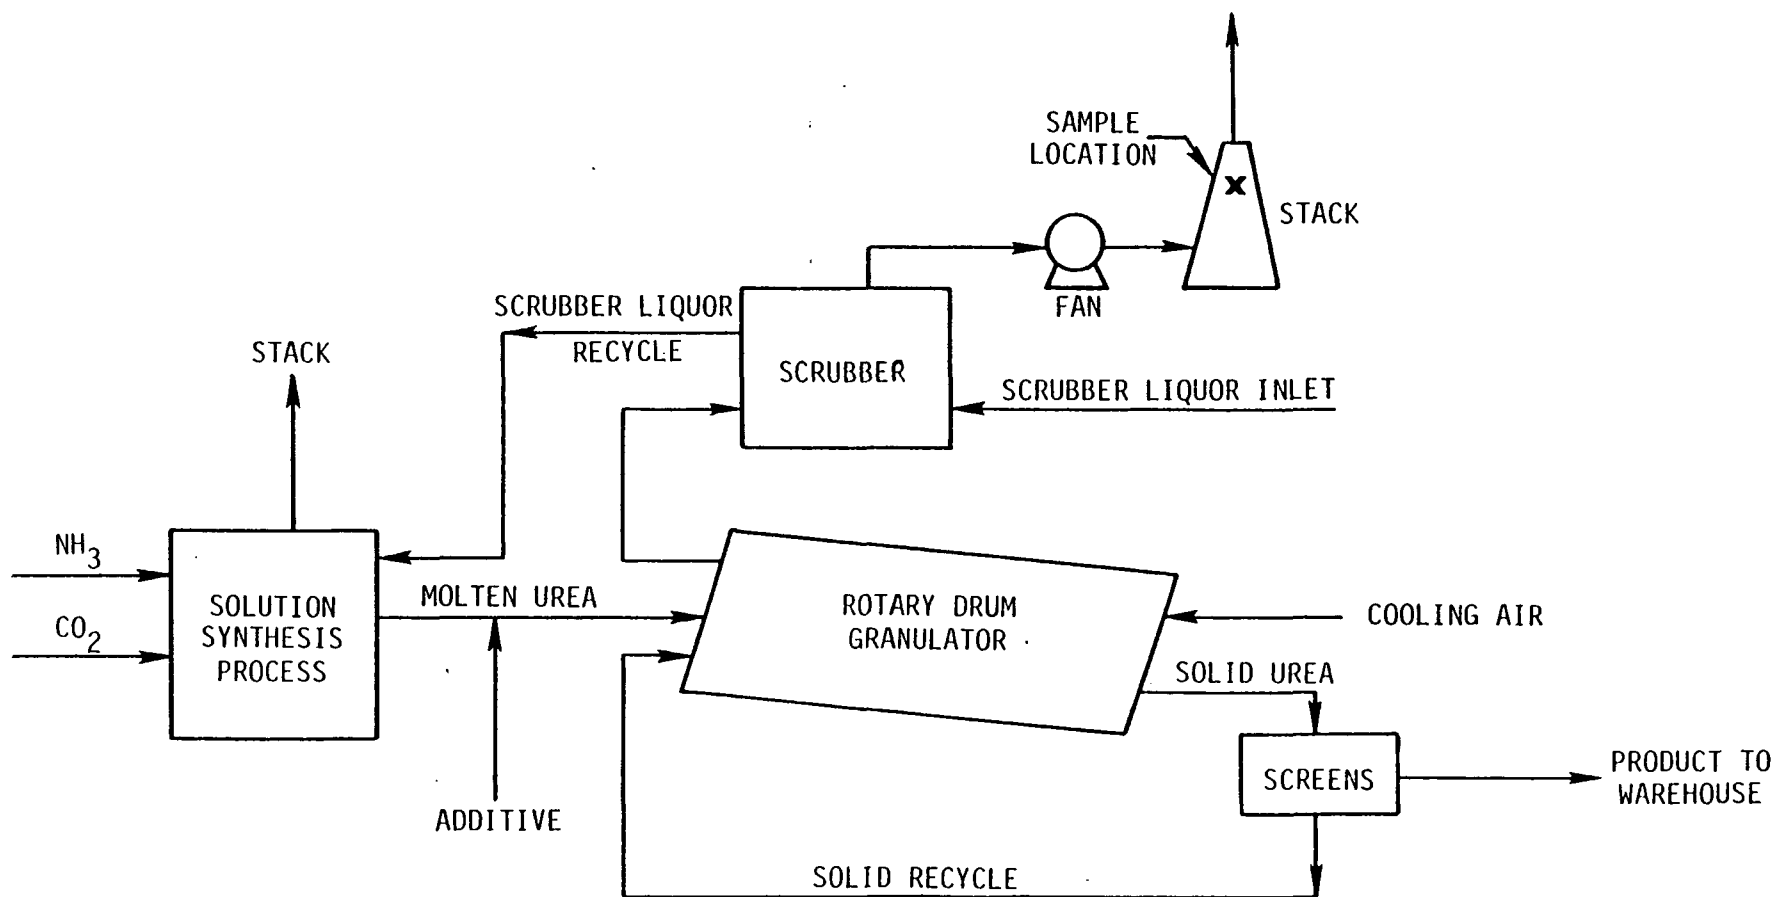 SAMPLE
LOCATION
X
STACK
FAN
SCRUBBER LIQUOR
RECYCLE
SCRUBBER
SCRUBBER LIQUOR INLET
STACK
NH3
CO2
SOLUTION
SYNTHESIS
PROCESS
MOLTEN UREA
ADDITIVE
ROTARY DRUM
GRANULATOR
COOLING AIR
SOLID UREA
SCREENS
PRODUCT TO
WAREHOUSE
SOLID RECYCLE